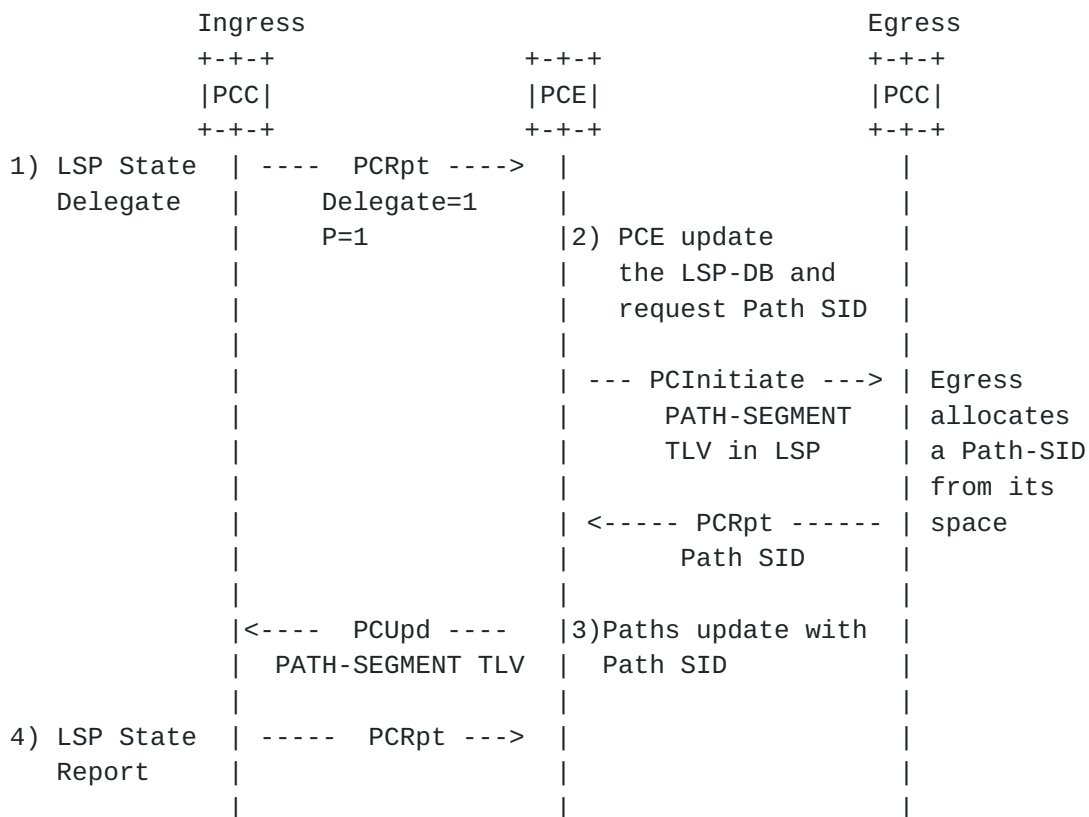 Ingress                                    Egress
            +-+-+                +-+-+                 +-+-+
            |PCC|                |PCE|                 |PCC|
            +-+-+                +-+-+                 +-+-+
1) LSP State  | ----  PCRpt ---->  |                     |
   Delegate   |     Delegate=1     |                     |
              |     P=1            |2) PCE update        |
              |                    |   the LSP-DB and    |
              |                    |   request Path SID  |
              |                    |                     |
              |                    | --- PCInitiate ---> | Egress
              |                    |      PATH-SEGMENT   | allocates
              |                    |      TLV in LSP     | a Path-SID
              |                    |                     | from its
              |                    | <----- PCRpt ------ | space
              |                    |       Path SID      |
              |                    |                     |
              |<----  PCUpd ----   |3)Paths update with  |
              |  PATH-SEGMENT TLV  |  Path SID           |
              |                    |                     |
4) LSP State  | -----  PCRpt --->  |                     |
   Report     |                    |                     |
              |                    |                     |